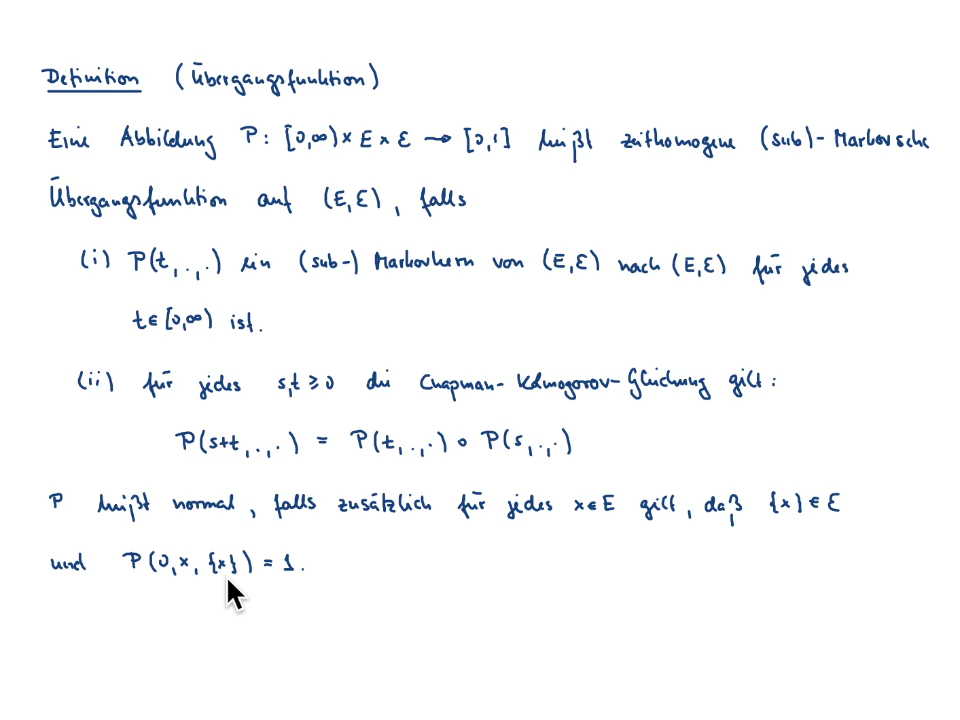 Definition (Übergangsfunktion)
Eine Abbildung P: [0,∞) × E × ℰ → [0,1] heißt zeithomogene (sub)-Markovsche
Übergangsfunktion auf (E,ℰ), falls
(i) P(t,·,·) ein (sub-) Markovkern von (E,ℰ) nach (E,ℰ) für jedes
t∈[0,∞) ist.
(ii) für jedes s,t ≥ 0 die Chapman-Kolmogorov-Gleichung gilt:
P(s+t,·,·) = P(t,·,·) ∘ P(s,·,·)
P heißt normal, falls zusätzlich für jedes x∈E gilt, daß {x}∈ℰ
und P(0,x,{x}) = 1.